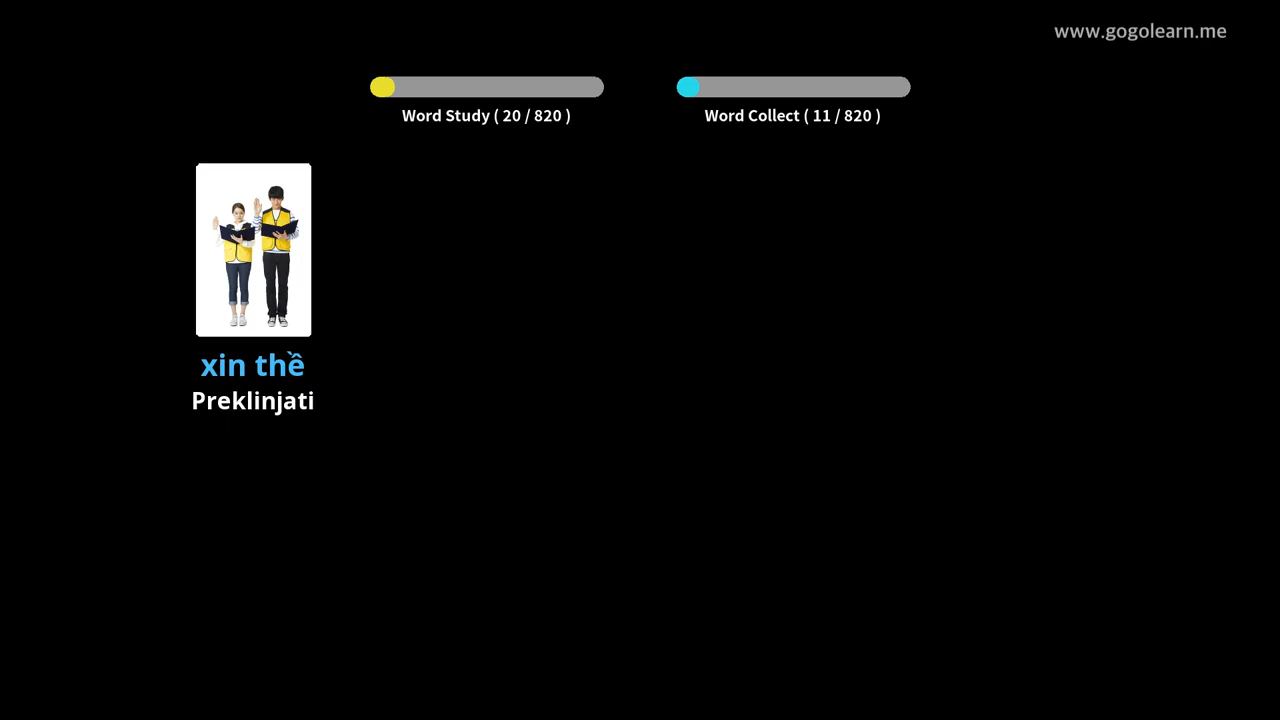 www.gogolearn.me
Word Study ( 20 / 820 )
Word Collect ( 11 / 820 )
xin thề
Preklinjati